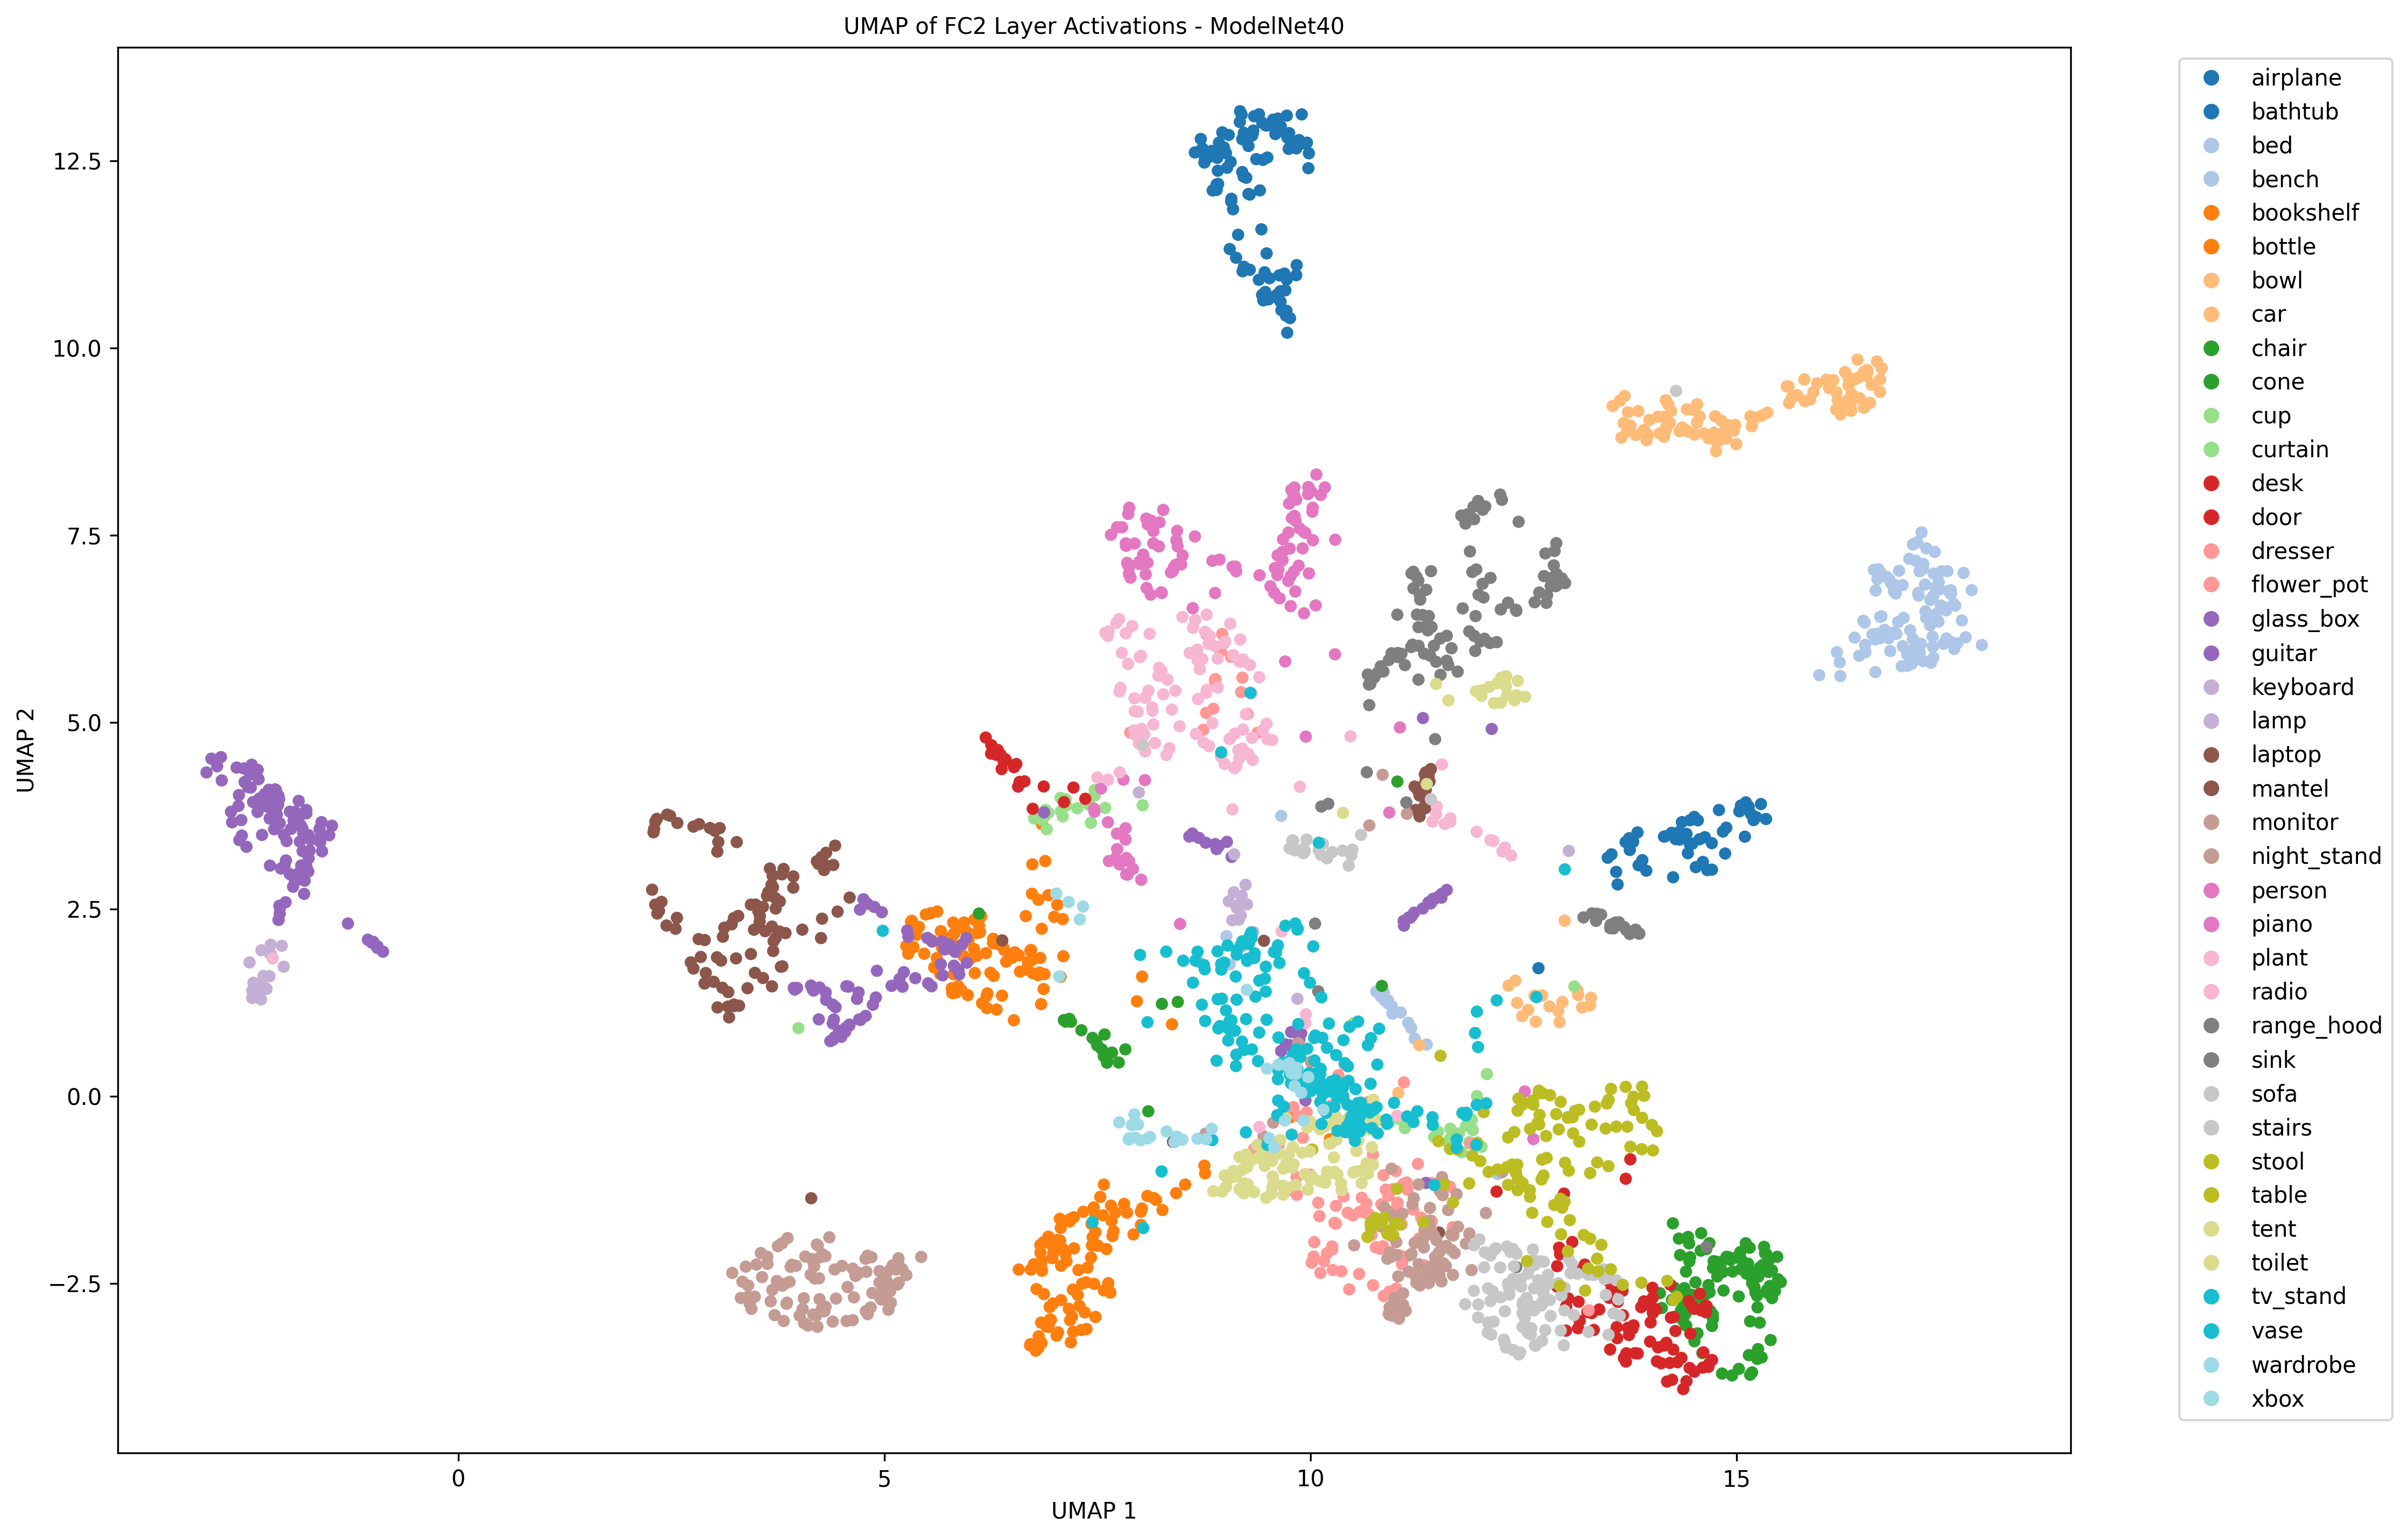 UMAP of FC2 Layer Activations - ModelNet40
12.5
10.0
7.5
5.0
2.5
0.0
−2.5
UMAP 2
0
5
10
15
UMAP 1
airplane
bathtub
bed
bench
bookshelf
bottle
bowl
car
chair
cone
cup
curtain
desk
door
dresser
flower_pot
glass_box
guitar
keyboard
lamp
laptop
mantel
monitor
night_stand
person
piano
plant
radio
range_hood
sink
sofa
stairs
stool
table
tent
toilet
tv_stand
vase
wardrobe
xbox